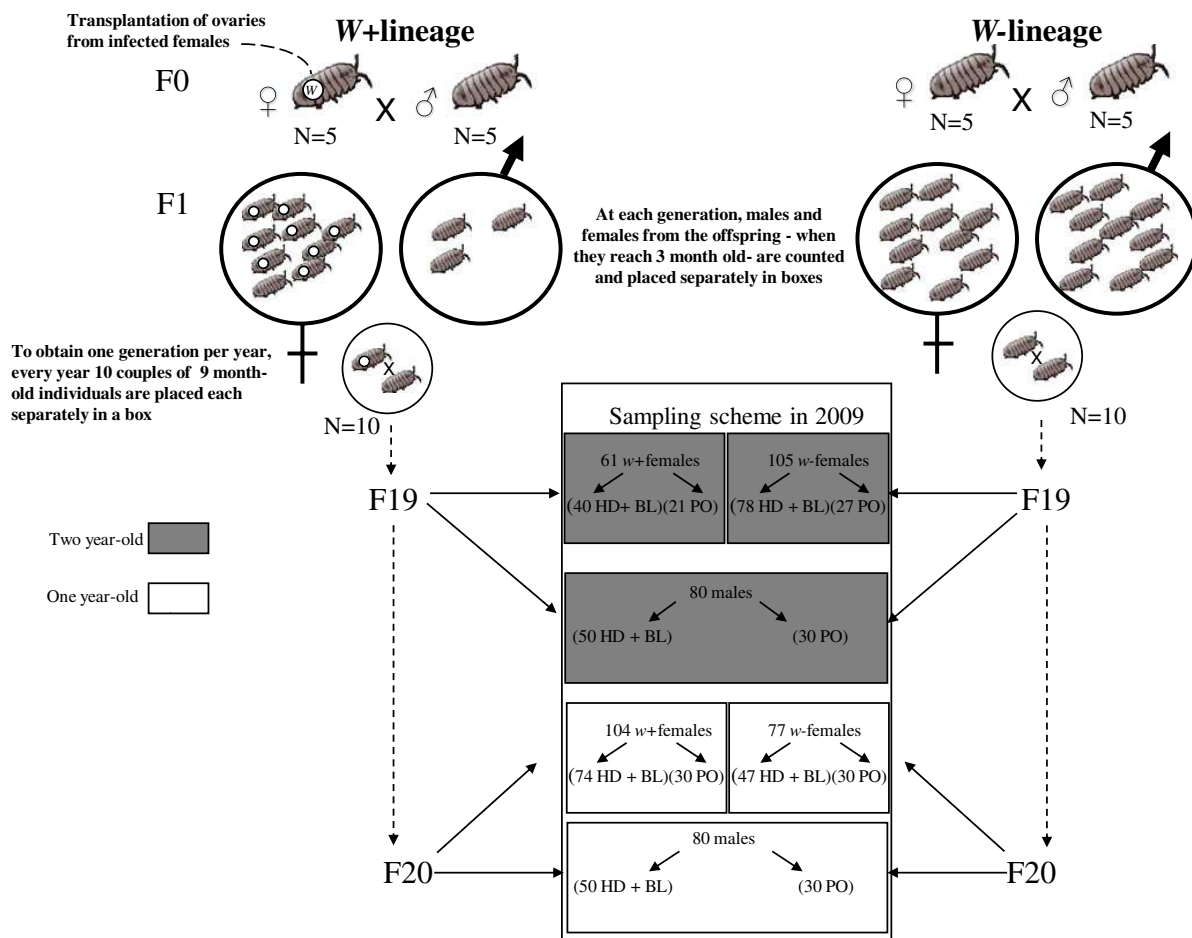 Transplantation of ovaries
from infected females
W+lineage
W-lineage
F0
W
♀
X
♂
N=5
N=5
♀
X
♂
N=5
N=5
F1
At each generation, males and
females from the offspring - when
they reach 3 month old- are counted
and placed separately in boxes
To obtain one generation per year,
every year 10 couples of 9 month-
old individuals are placed each
separately in a box
X
N=10
X
N=10
Sampling scheme in 2009
61 w+females
105 w-females
(40 HD+ BL)(21 PO)
(78 HD + BL)(27 PO)
F19
F19
Two year-old
One year-old
80 males
(50 HD + BL)
(30 PO)
104 w+females
77 w-females
(74 HD + BL)(30 PO)
(47 HD + BL)(30 PO)
80 males
(50 HD + BL)
(30 PO)
F20
F20